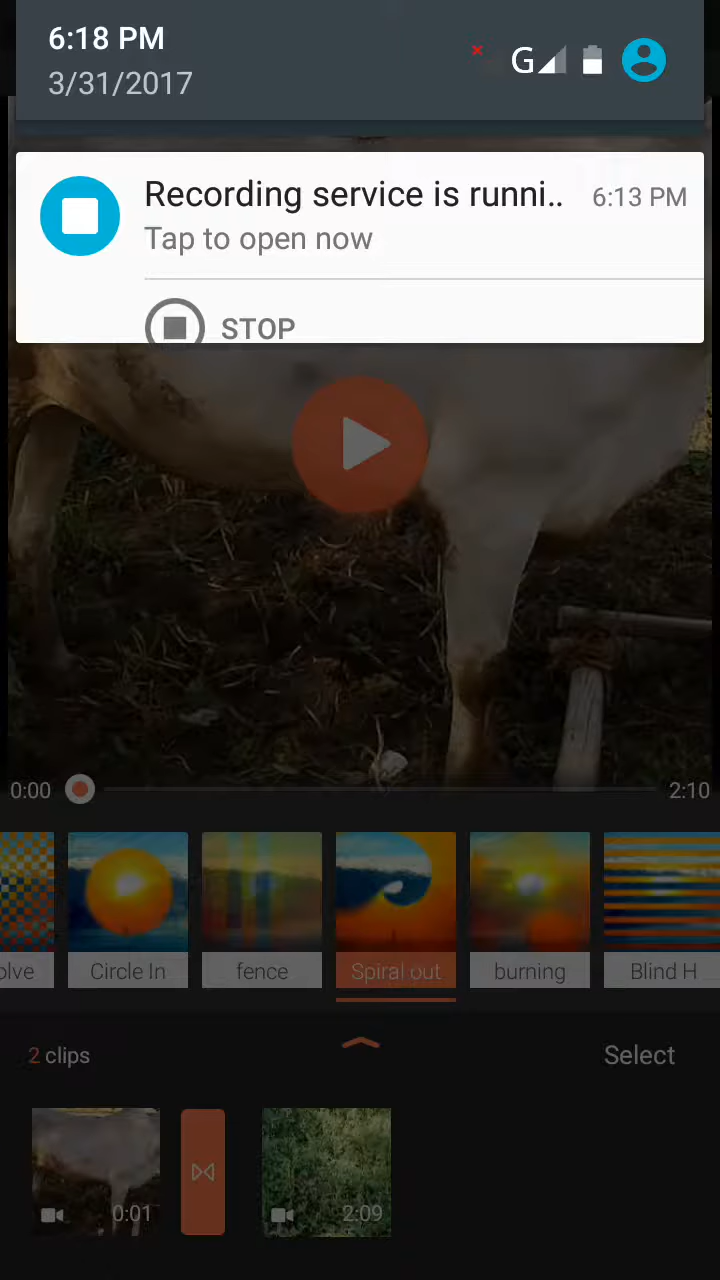 6:18 PM
3/31/2017
G
Recording service is runni..
6:13 PM
Tap to open now
STOP
0:00
2:10
olve
Circle In
fence
Spiral out
burning
Blind H
2 clips
Select
0:01
2:09